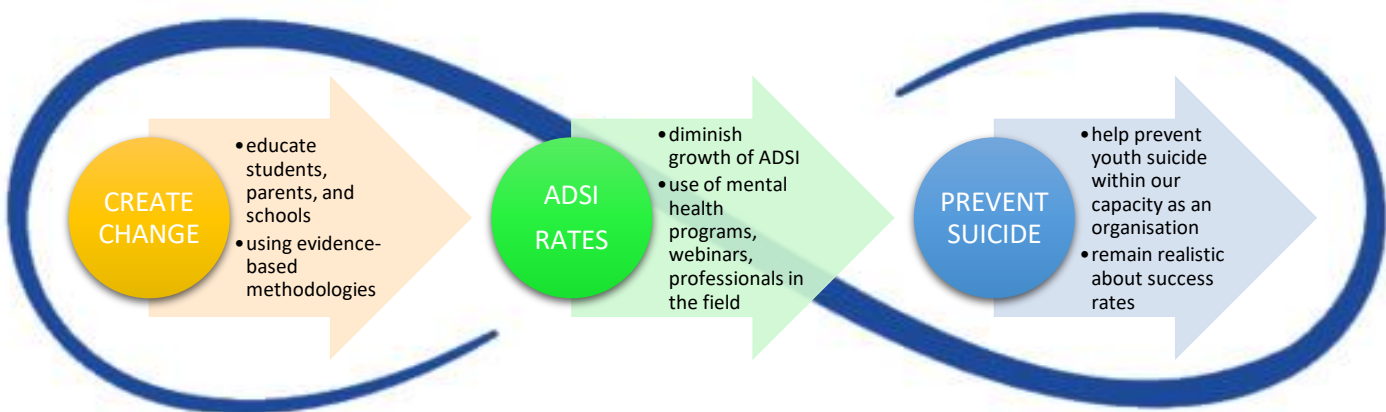 CREATE
CHANGE
•educate
students,
parents, and
schools
•using evidence-
based
methodologies
ADSI
RATES
•diminish
growth of ADSI
•use of mental
health
programs,
webinars,
professionals in
the field
PREVENT
SUICIDE
•help prevent
youth suicide
within our
capacity as an
organisation
•remain realistic
about success
rates